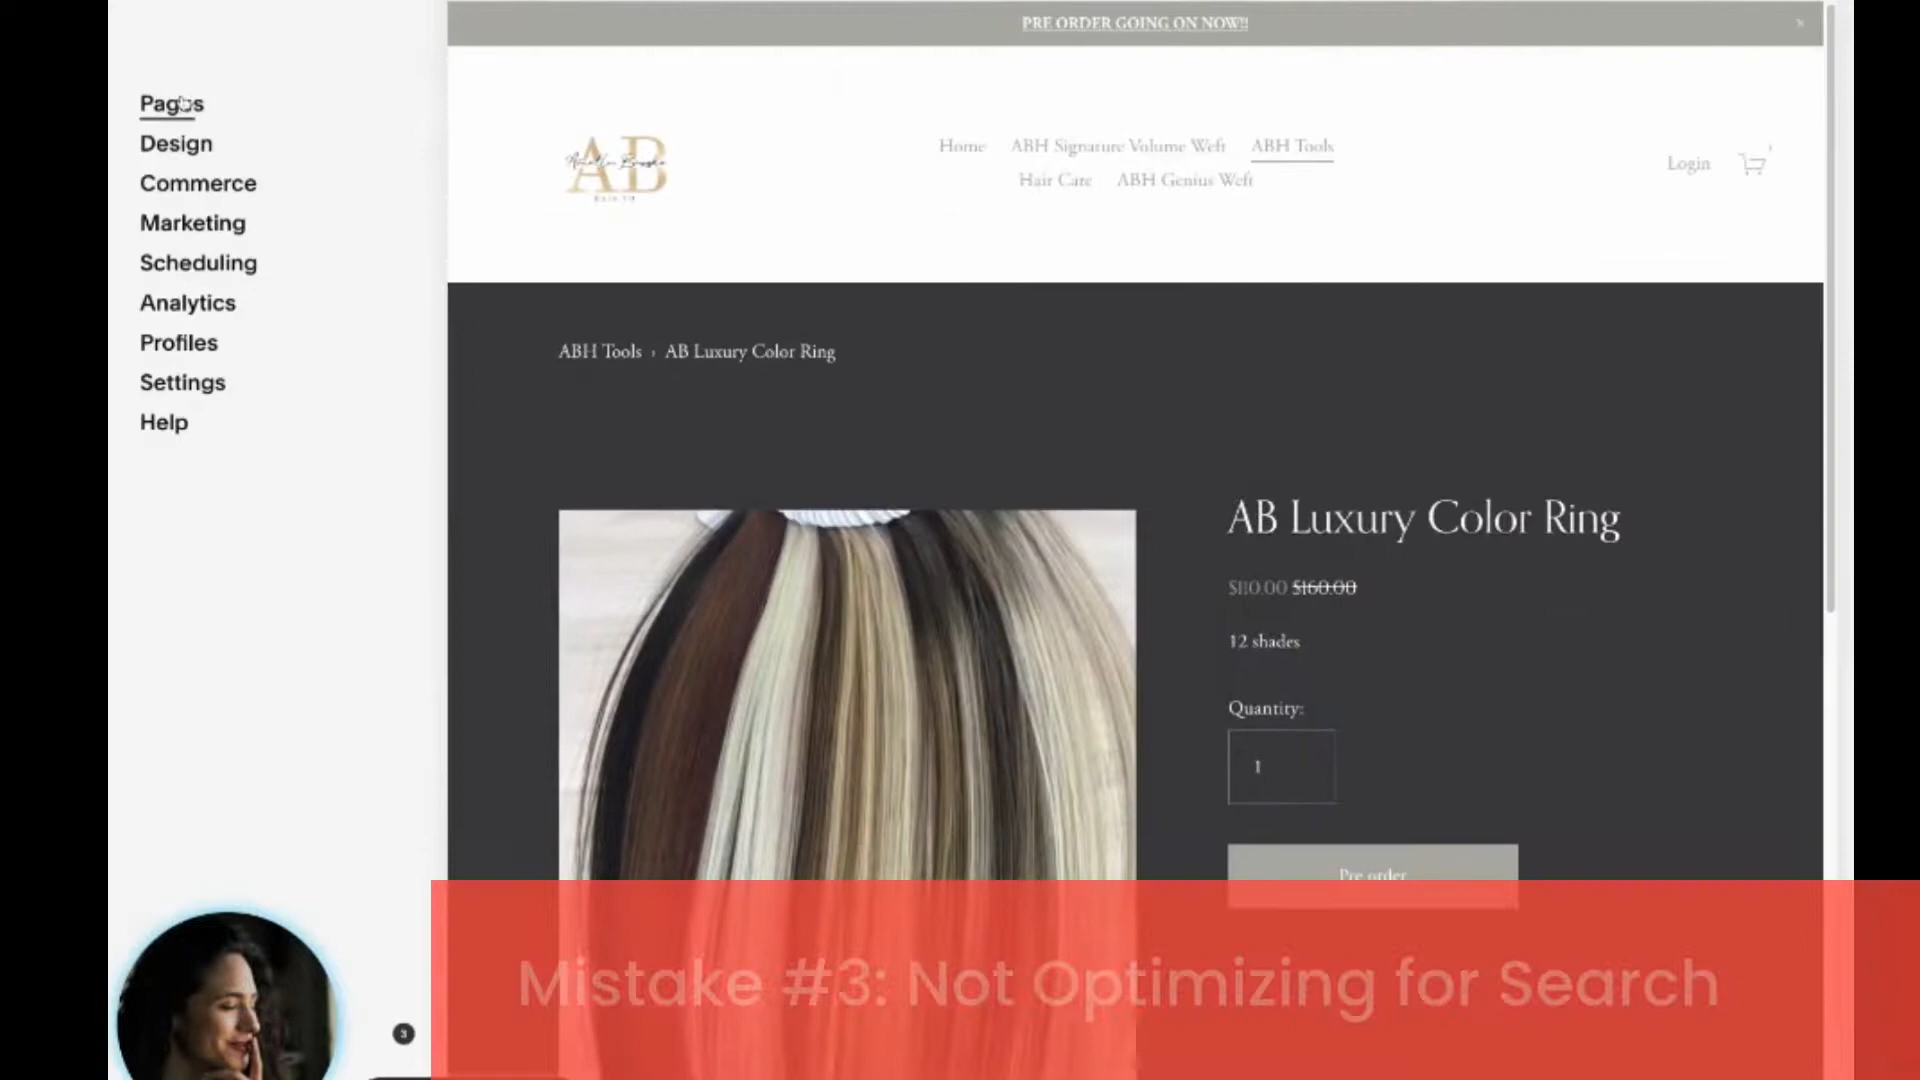 PRE ORDER GOING ON NOW!!
×
Pages
Design
Commerce
Marketing
Scheduling
Analytics
Profiles
Settings
Help
AB
Home ABH Signature Volume Weft ABH Tools
Hair Care ABH Genius Weft
Login
ABH Tools › AB Luxury Color Ring
AB Luxury Color Ring
$110.00 $160.00
12 shades
Quantity:
1
Pre order
Mistake #3: Not Optimizing for Search
3